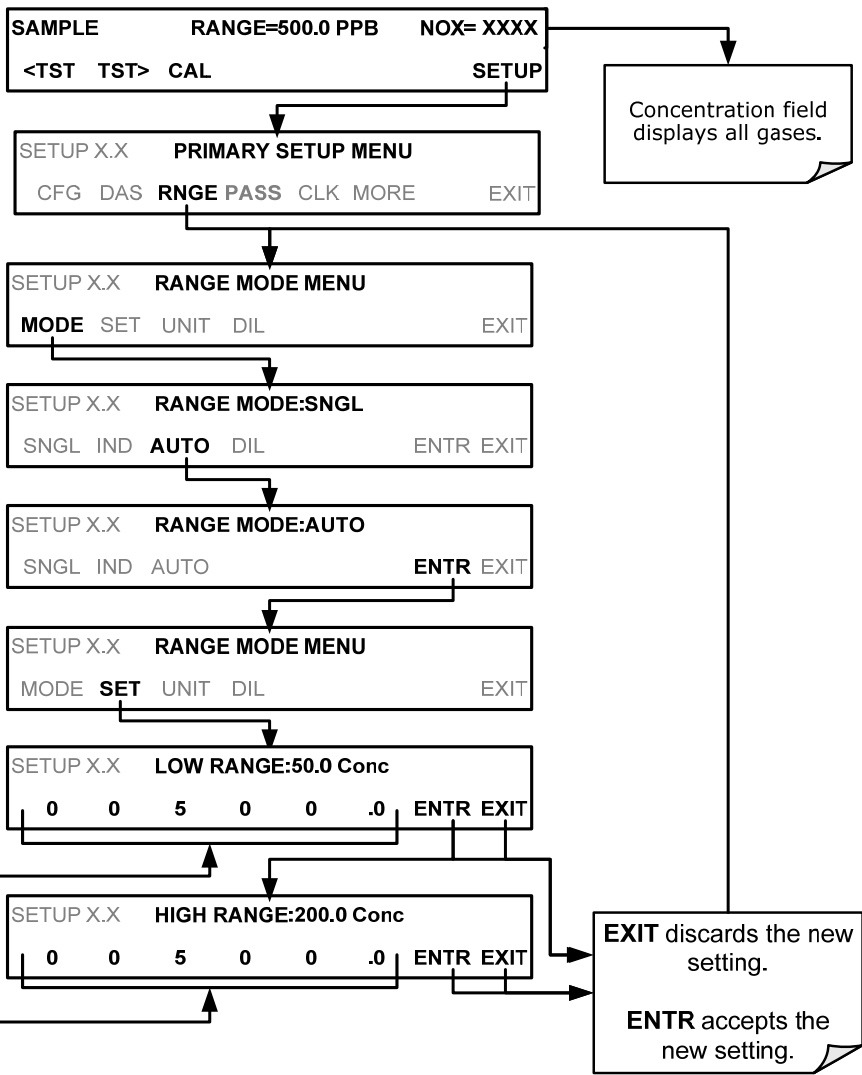 SAMPLE RANGE=500.0 PPB NOX= XXXX
<TST TST> CAL SETUP
Concentration field
displays all gases.
SETUP X.X PRIMARY SETUP MENU
CFG DAS RNGE PASS CLK MORE EXIT
SETUP X.X RANGE MODE MENU
MODE SET UNIT DIL EXIT
SETUP X.X RANGE MODE:SNGL
SNGL IND AUTO DIL ENTR EXIT
SETUP X.X RANGE MODE:AUTO
SNGL IND AUTO ENTR EXIT
SETUP X.X RANGE MODE MENU
MODE SET UNIT DIL EXIT
SETUP X.X LOW RANGE:50.0 Conc
0 0 5 0 0 .0 ENTR EXIT
SETUP X.X HIGH RANGE:200.0 Conc
0 0 5 0 0 .0 ENTR EXIT
EXIT discards the new
setting.
ENTR accepts the
new setting.